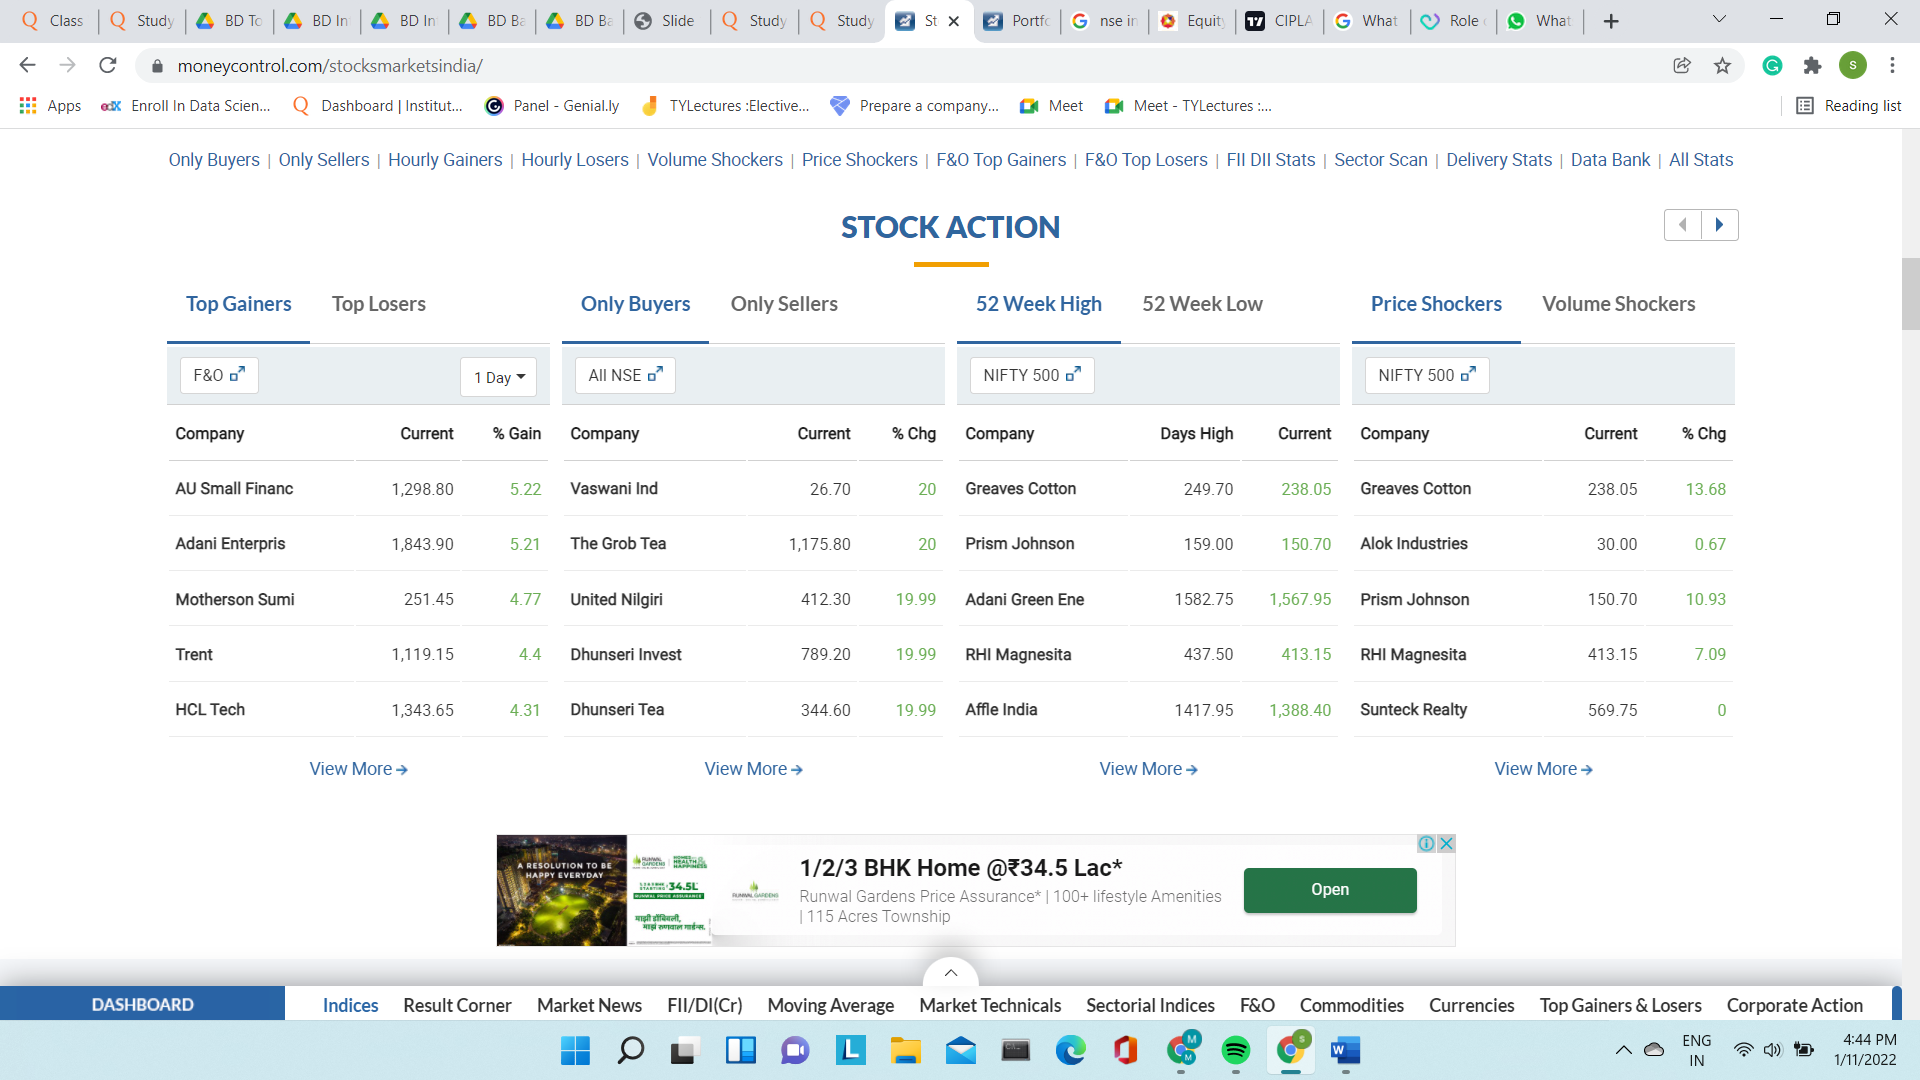 Class
Study
BD To
BD In
BD In
BD Ba
BD Ba
Slide
Study
Study
St
Portfo
nse in
Equity
CIPLA
What
Role
What
moneycontrol.com/stocksmarketsindia/
Apps
Enroll In Data Scien...
Dashboard | Institut...
Panel - Genial.ly
TYLectures :Elective...
Prepare a company...
Meet
Meet - TYLectures :...
Reading list
Only Buyers | Only Sellers | Hourly Gainers | Hourly Losers | Volume Shockers | Price Shockers | F&O Top Gainers | F&O Top Losers | FII DII Stats | Sector Scan | Delivery Stats | Data Bank | All Stats
STOCK ACTION
Top Gainers Top Losers
F&O 1 Day
Company Current % Gain
AU Small Financ 1,298.80 5.22
Adani Enterpris 1,843.90 5.21
Motherson Sumi 251.45 4.77
Trent 1,119.15 4.4
HCL Tech 1,343.65 4.31
View More
Only Buyers Only Sellers
All NSE
Company Current % Chg
Vaswani Ind 26.70 20
The Grob Tea 1,175.80 20
United Nilgiri 412.30 19.99
Dhunseri Invest 789.20 19.99
Dhunseri Tea 344.60 19.99
View More
52 Week High 52 Week Low
NIFTY 500
Company Days High Current
Greaves Cotton 249.70 238.05
Prism Johnson 159.00 150.70
Adani Green Ene 1582.75 1,567.95
RHI Magnesita 437.50 413.15
Affle India 1417.95 1,388.40
View More
Price Shockers Volume Shockers
NIFTY 500
Company Current % Chg
Greaves Cotton 238.05 13.68
Alok Industries 30.00 0.67
Prism Johnson 150.70 10.93
RHI Magnesita 413.15 7.09
Sunteck Realty 569.75 0
View More
A RESOLUTION TO BE
HAPPY EVERYDAY
RUNWAL GARDENS
34.5L
RUNWAL GARDENS
1/2/3 BHK Home @₹34.5 Lac*
Runwal Gardens Price Assurance* | 100+ lifestyle Amenities
| 115 Acres Township
Open
DASHBOARD
Indices Result Corner Market News FII/DI(Cr) Moving Average Market Technicals Sectorial Indices F&O Commodities Currencies Top Gainers & Losers Corporate Action
ENG
IN
4:44 PM
1/11/2022